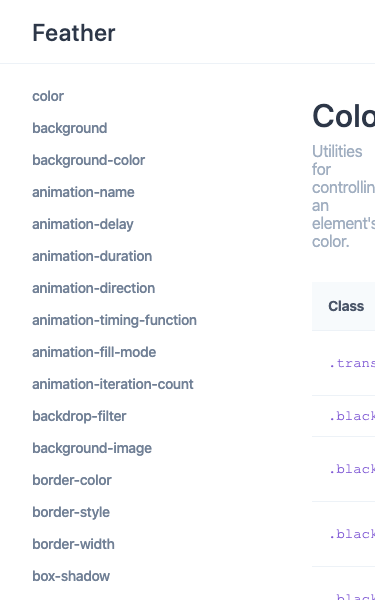 Feather
color
background
background-color
animation-name
animation-delay
animation-duration
animation-direction
animation-timing-function
animation-fill-mode
animation-iteration-count
backdrop-filter
background-image
border-color
border-style
border-width
box-shadow
Colo
Utilities
for
controllin
an
element's
color.
Class
.trans
.black
.black
.black
.black